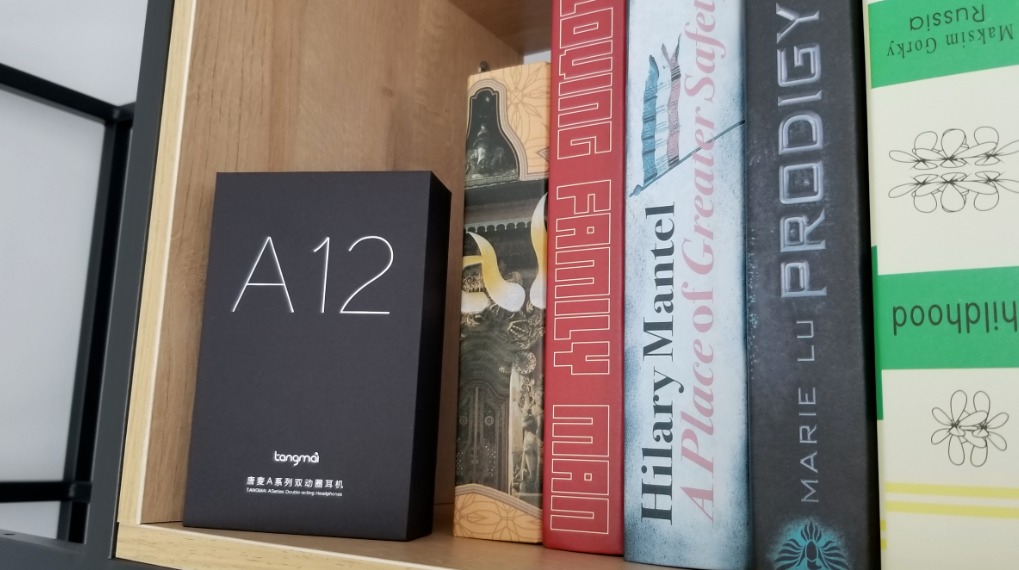 A12
tangmai
唐麦A系列双动圈耳机
TANGMAI ASeries Double-acting Headphones
LOVING FAMILY MAN
Hilary Mantel
A Place of Greater Safety
MARIE LU PRODIGY
Maksim Gorky
Russia
hildhood